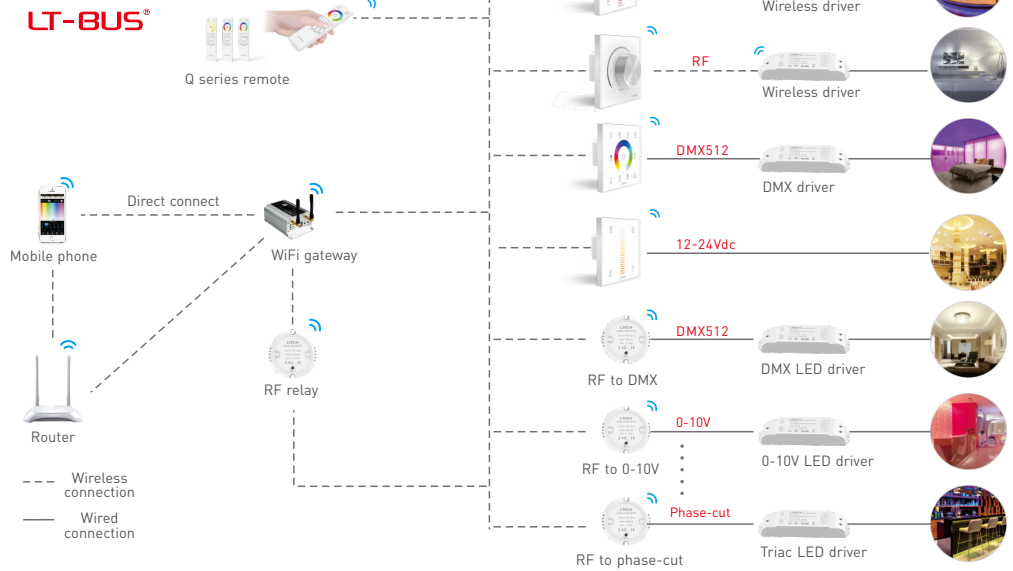 LT-BUS®
Wireless driver
Q series remote
RF
Wireless driver
DMX512
DMX driver
Direct connect
Mobile phone
WiFi gateway
12-24Vdc
DMX512
RF to DMX
DMX LED driver
RF relay
Router
0-10V
RF to 0-10V
0-10V LED driver
Wireless
connection
Wired
connection
Phase-cut
RF to phase-cut
Triac LED driver